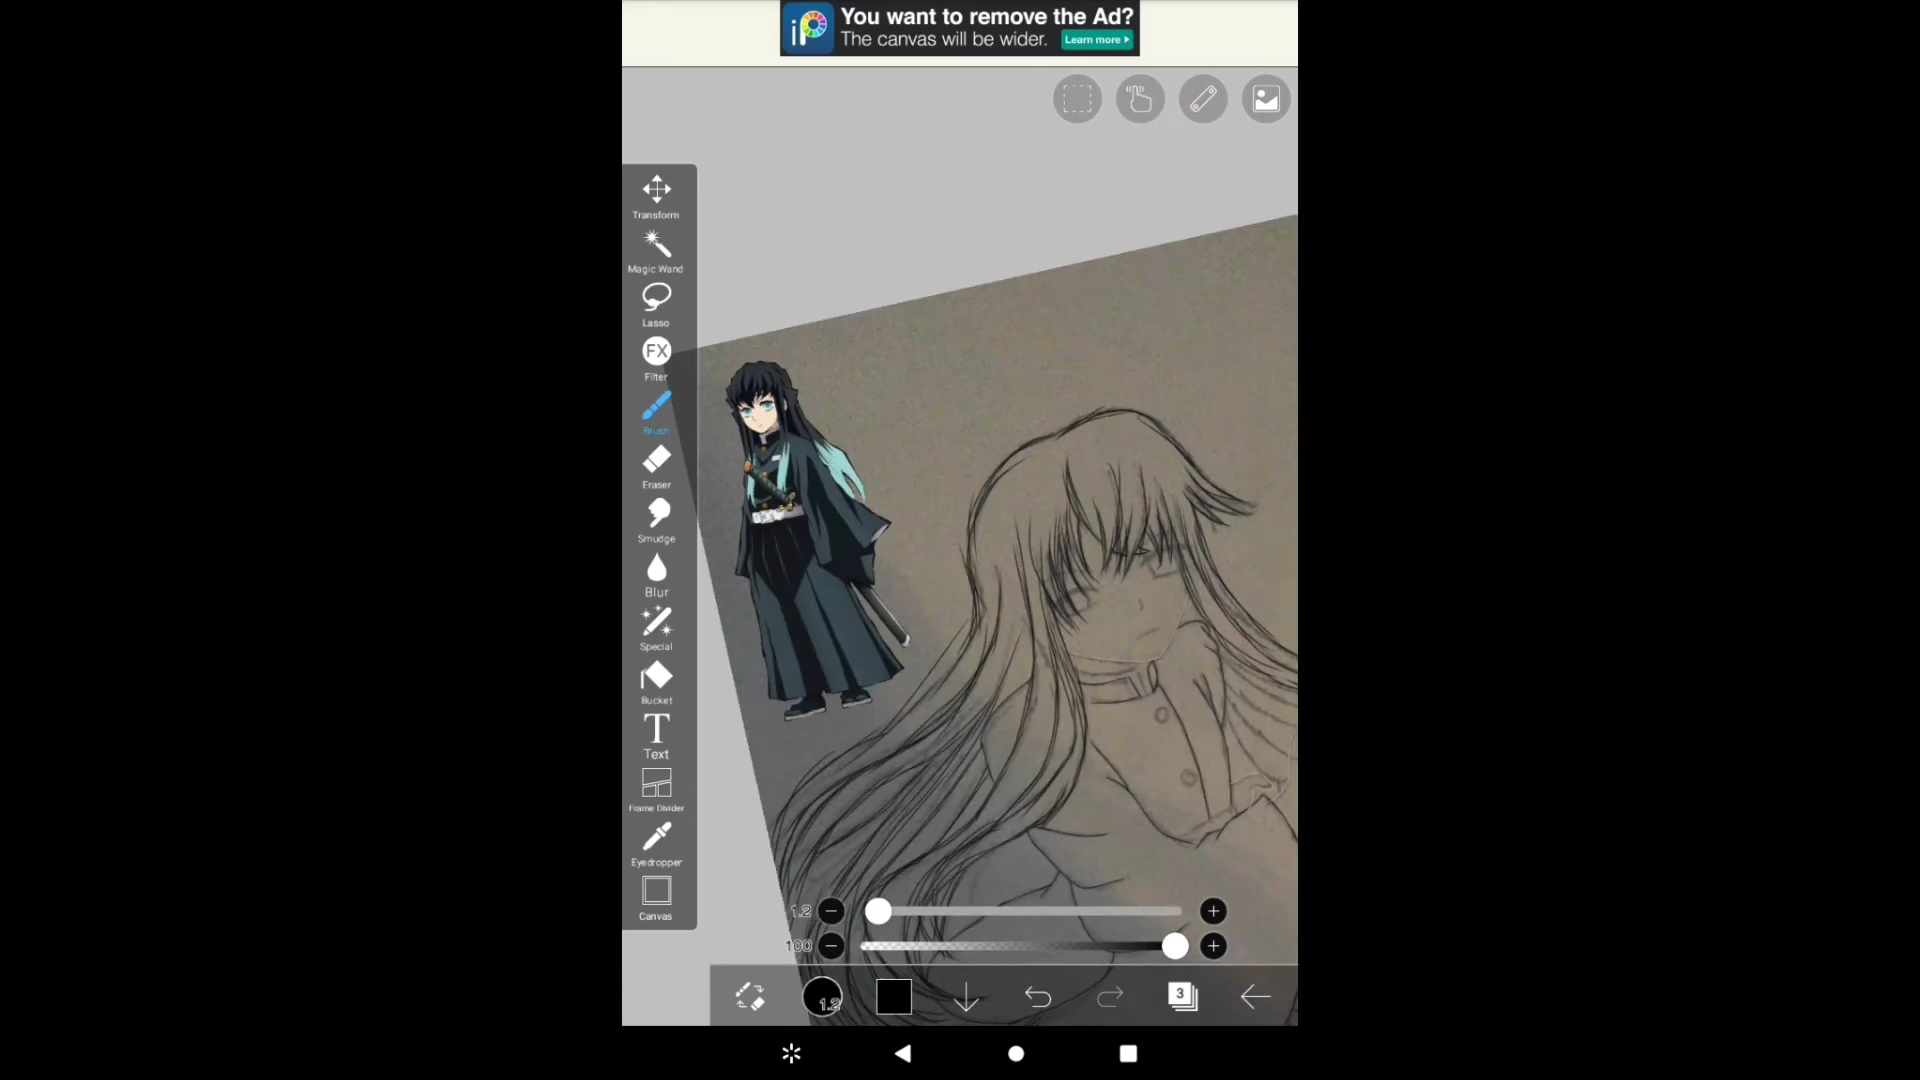 iP
You want to remove the Ad?
The canvas will be wider.
Learn more
Transform
Magic Wand
Lasso
FX
Filter
Brush
Eraser
Smudge
Blur
Special
Bucket
T
Text
Frame Divider
Eyedropper
Canvas
1.2
100
1.2
3